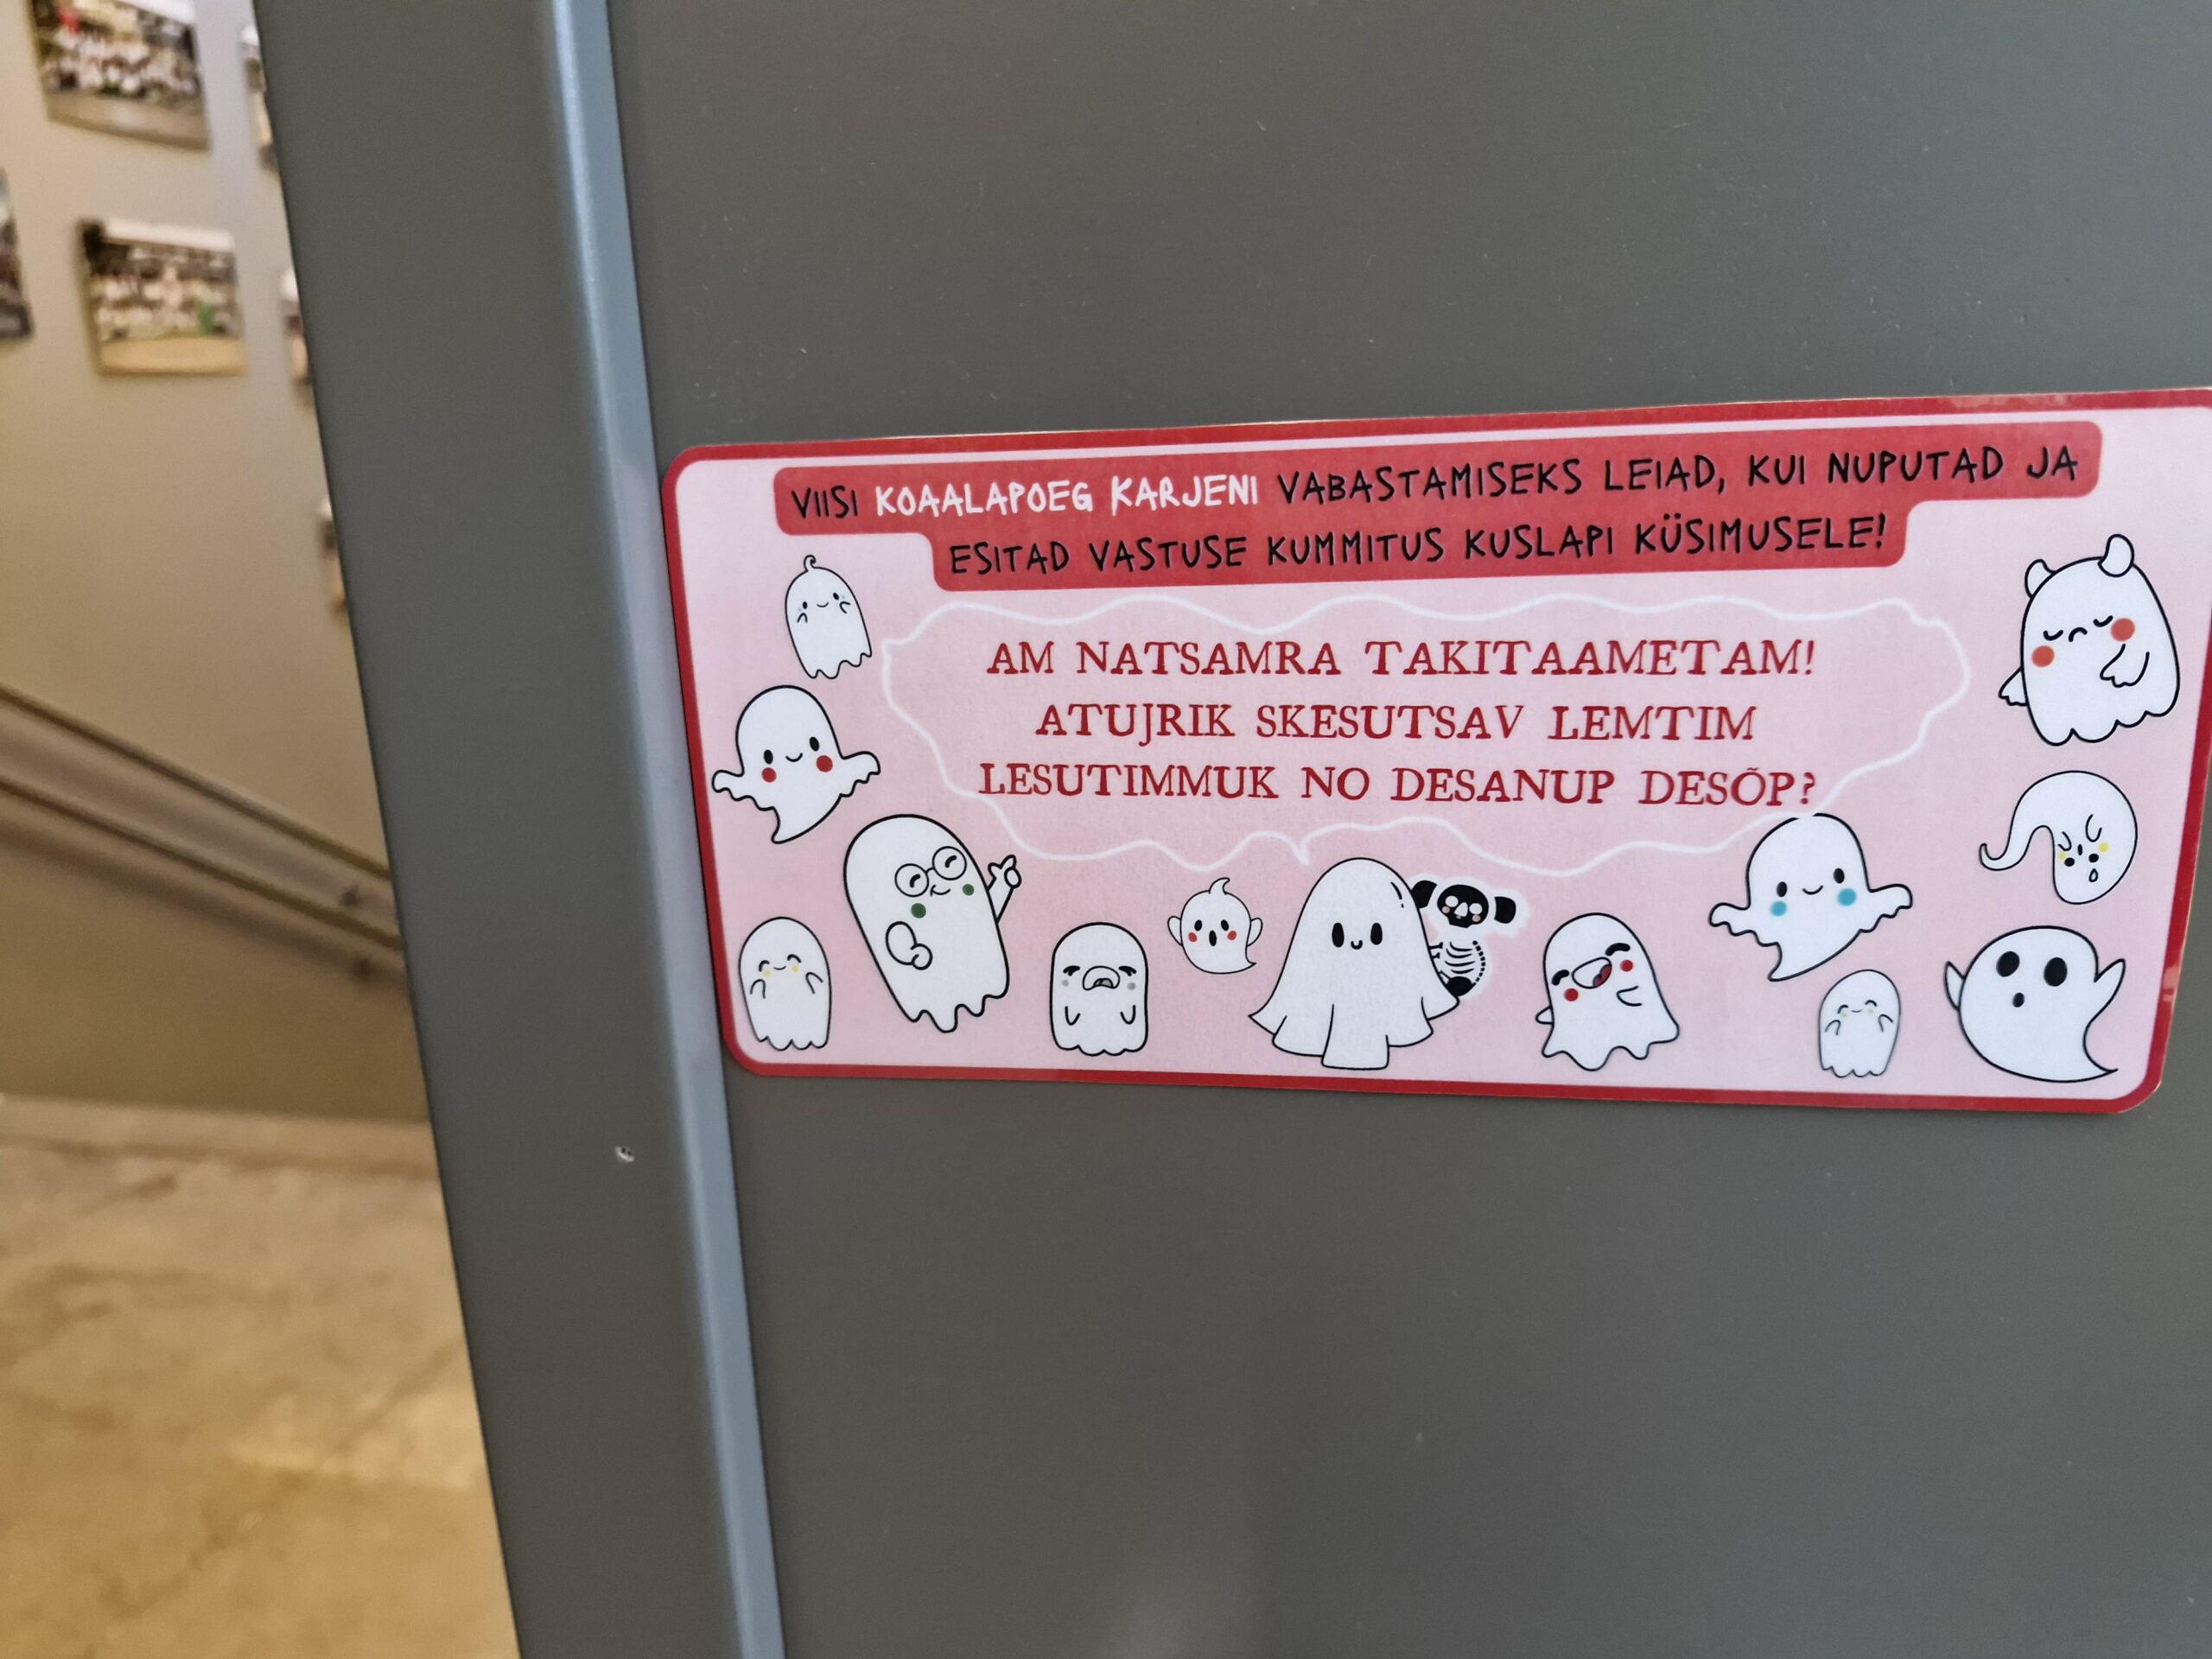 VIISI KOAALAPOEG KARJENI VABASTAMISEKS LEIAD, KUI NUPUTAD JA
ESITAD VASTUSE KUMMITUS KUSLAPI KÜSIMUSELE!
AM NATSAMRA TAKITAAMETAM!
ATUJRIK SKESUTSAV LEMTIM
LESUTIMMUK NO DESANUP DESÕP?